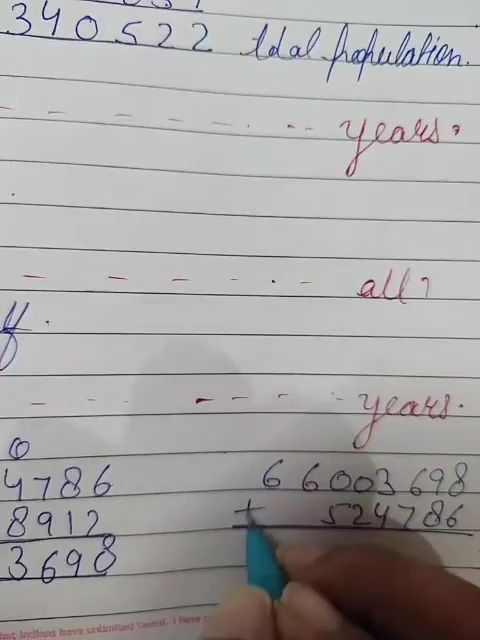 340522 total population.
years?
all?
years.
0
4786 66003698
8912 + 524786
3698